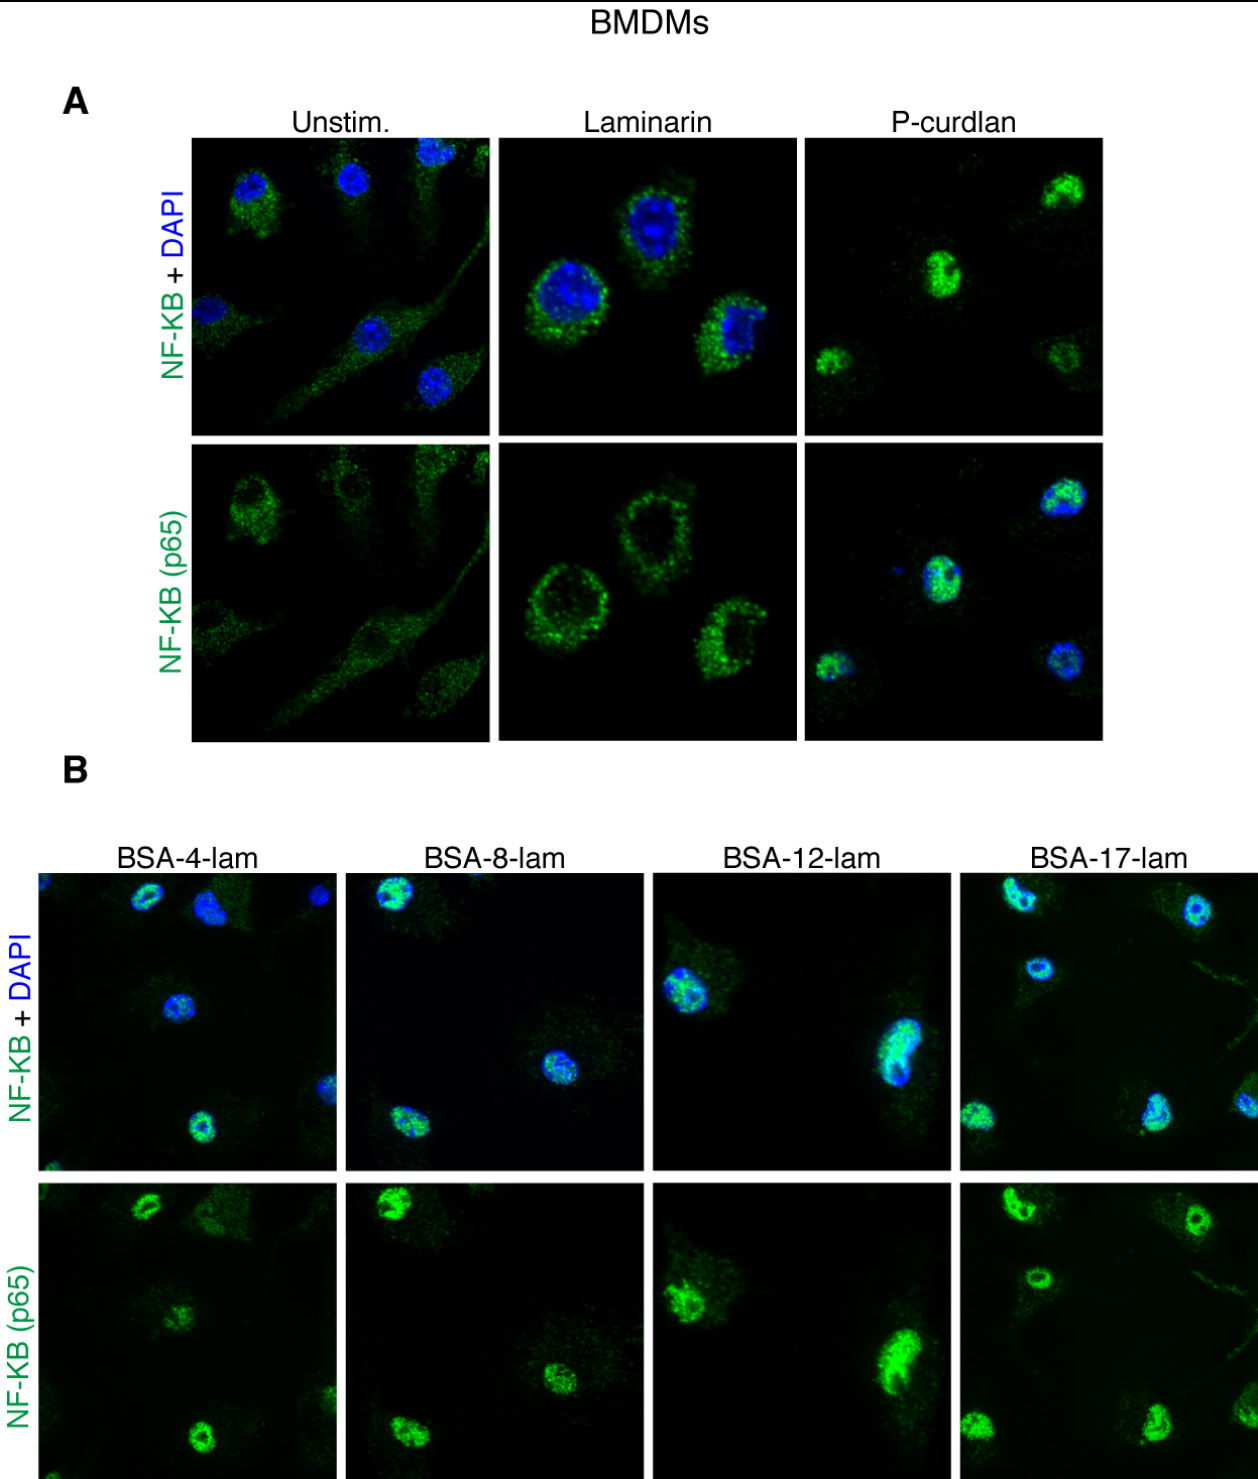 BMDMs
A
Unstim. Laminarin P-curdlan
NF-KB + DAPI
NF-KB (p65)
B
BSA-4-lam BSA-8-lam BSA-12-lam BSA-17-lam
NF-KB + DAPI
NF-KB (p65)